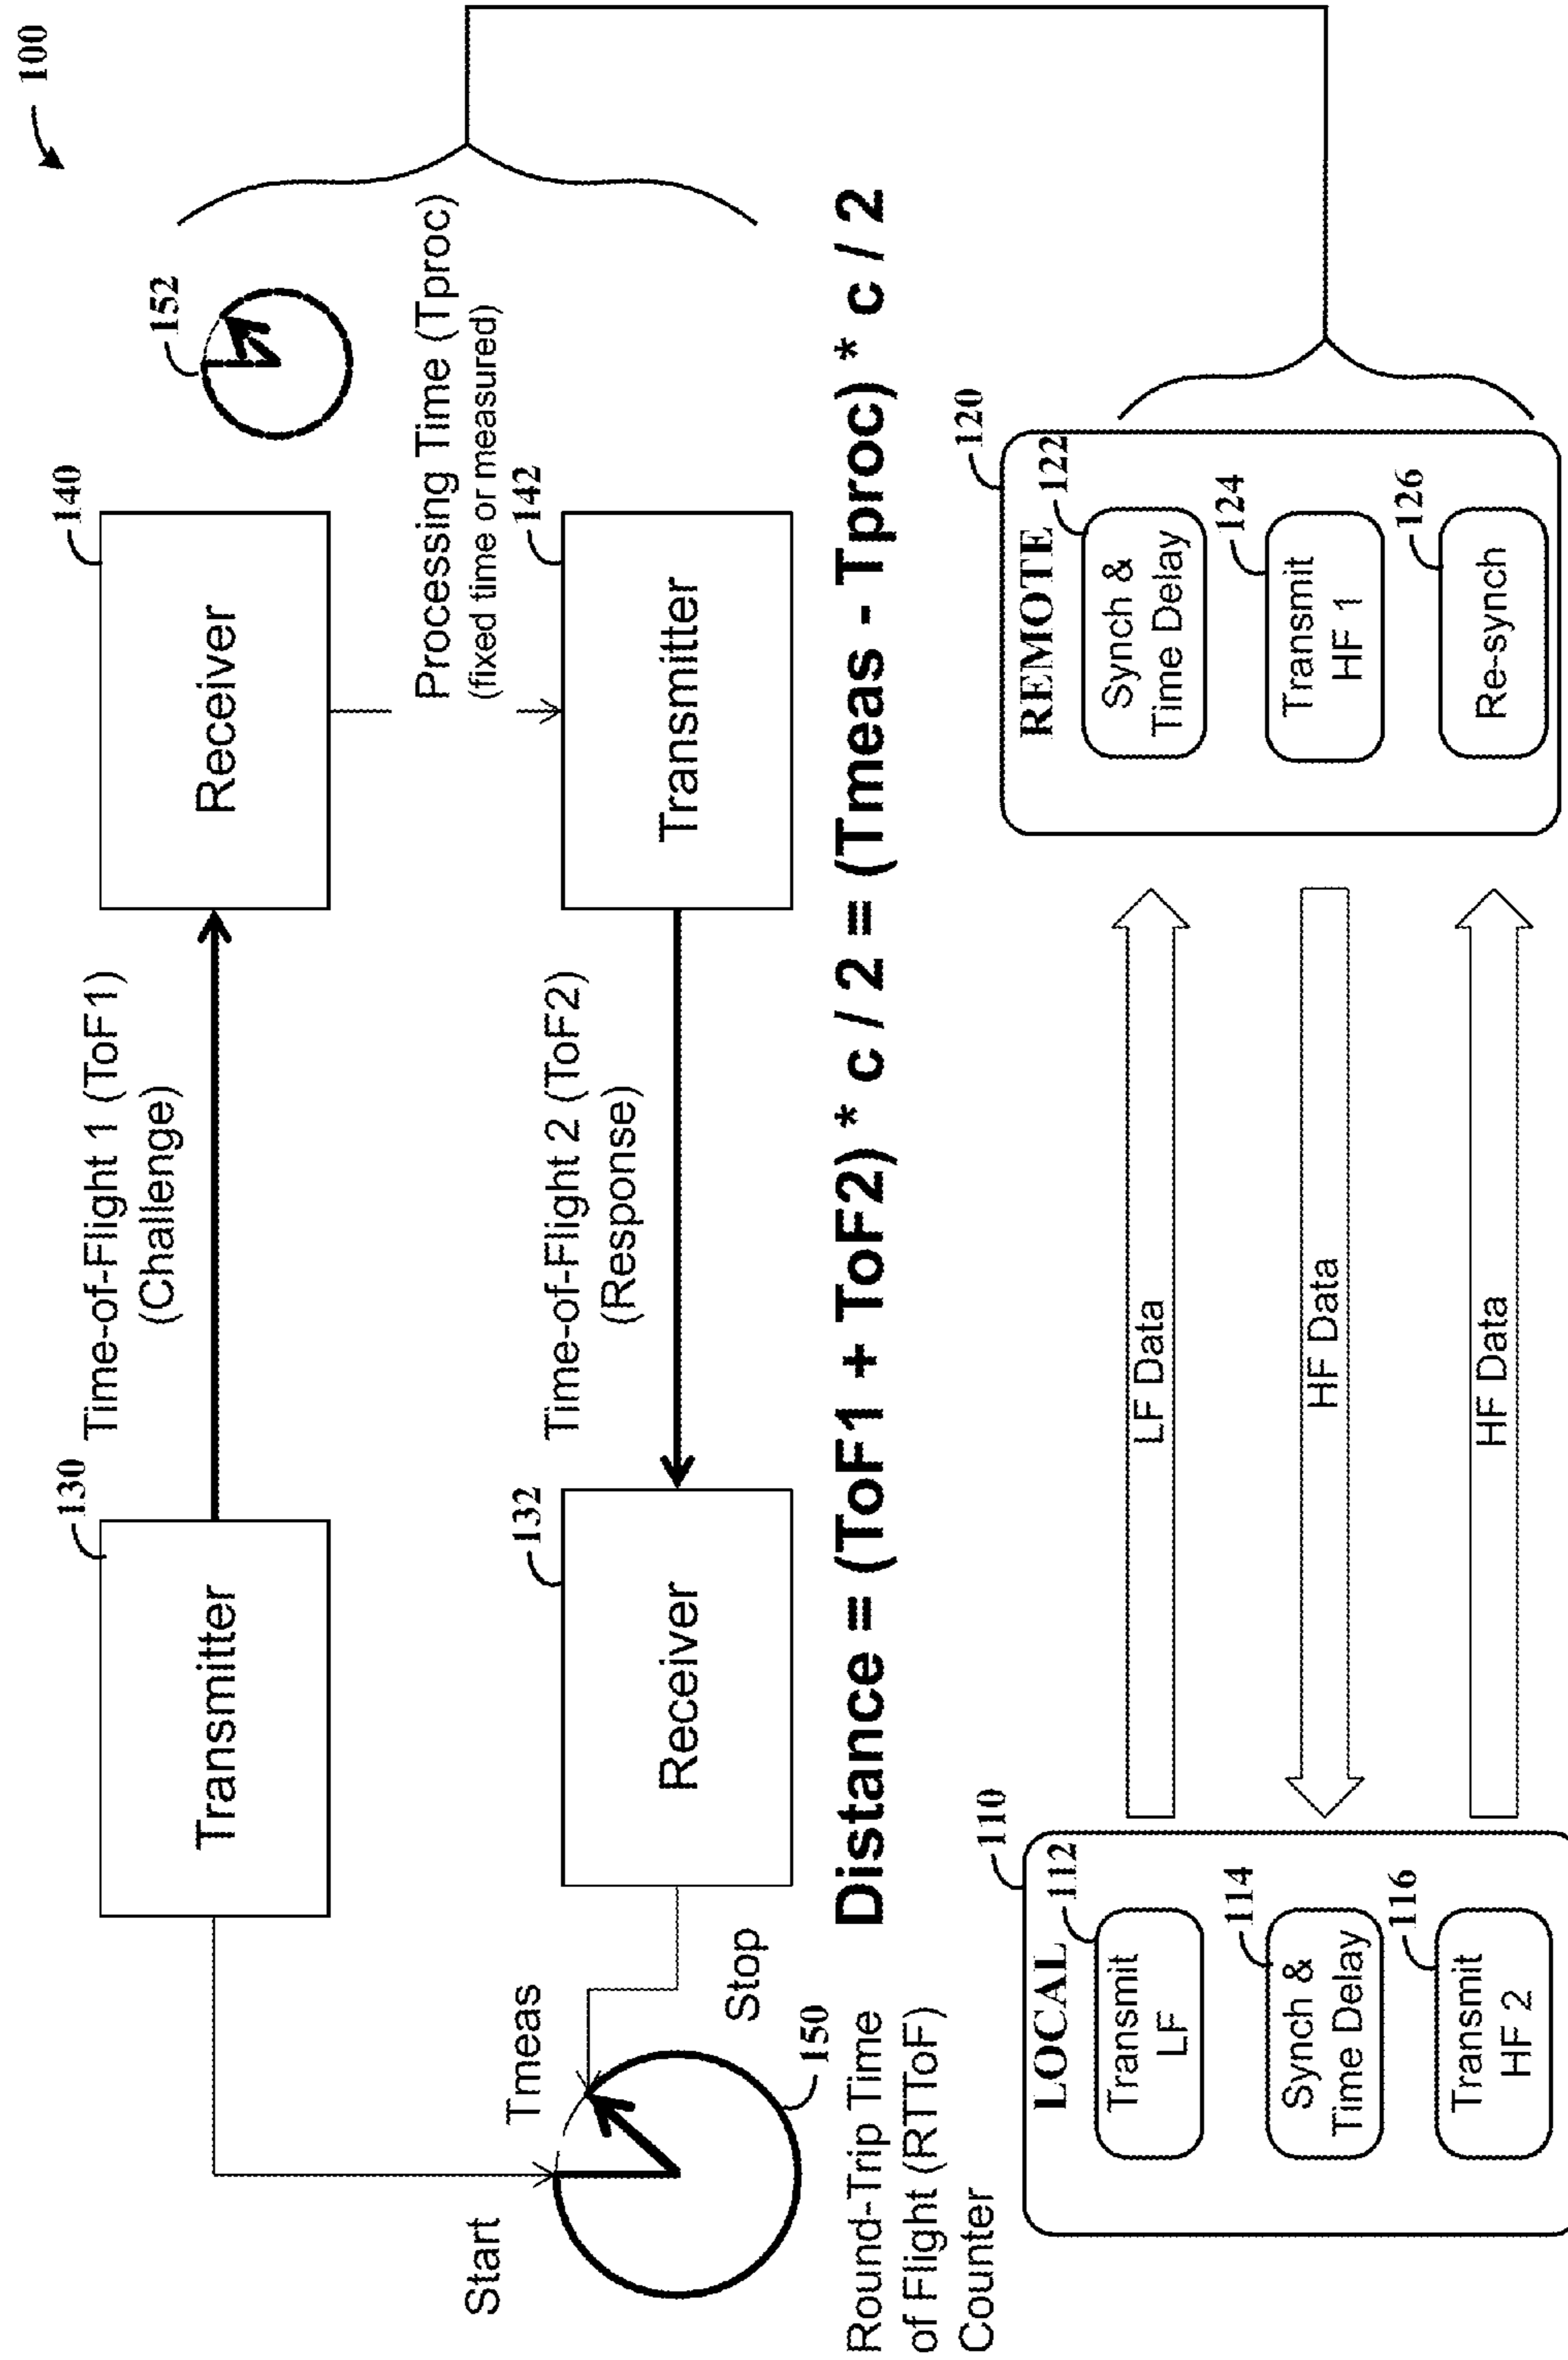 100
130
Transmitter
Time-of-Flight 1 (ToF1)
(Challenge)
140
Receiver
152
Processing Time (Tproc)
(fixed time or measured)
Start
Tmeas
Stop
150
Round-Trip Time
of Flight (RTToF)
Counter
132
Receiver
Time-of-Flight 2 (ToF2)
(Response)
142
Transmitter
Distance = (ToF1 + ToF2) * c / 2 = (Tmeas - Tproc) * c / 2
110
LOCAL
112
Transmit
LF
114
Synch &
Time Delay
116
Transmit
HF 2
LF Data
HF Data
HF Data
120
REMOTE
122
Synch &
Time Delay
124
Transmit
HF 1
126
Re-synch